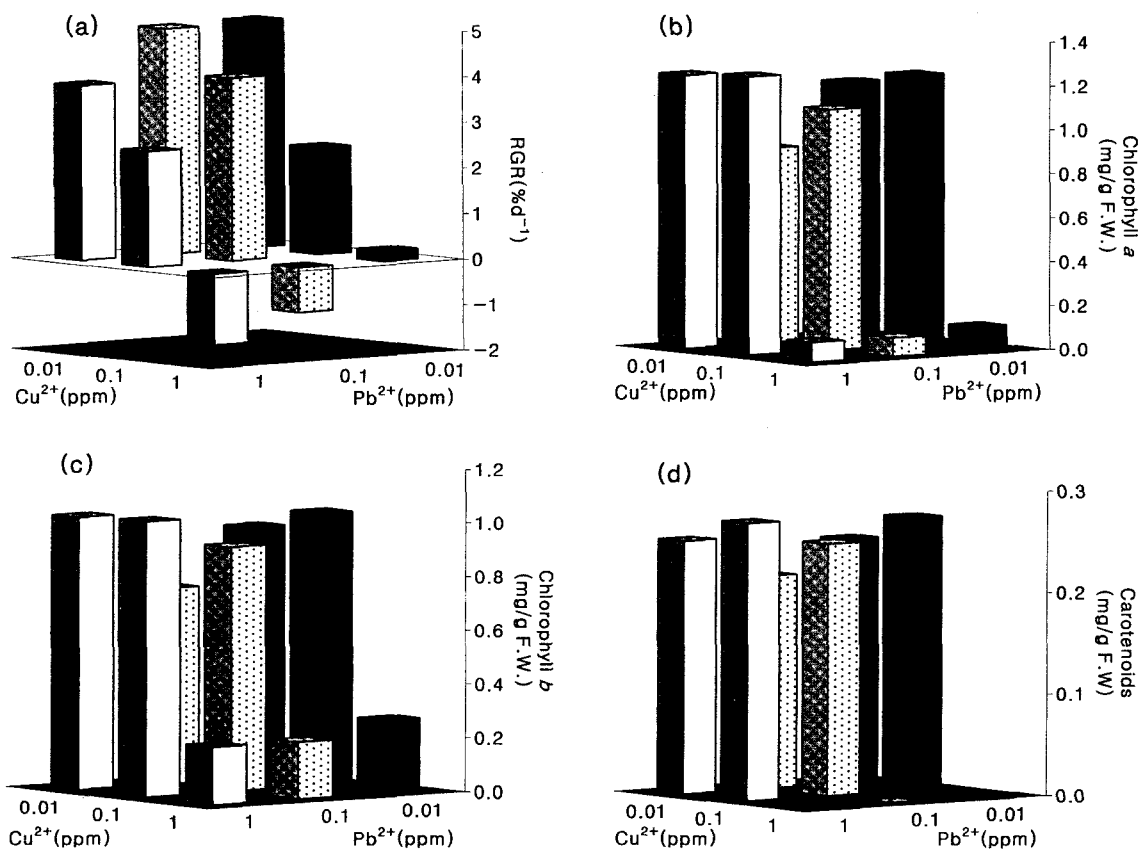 (a)
5
4
3
2
1
0
−1
−2
RGR(%d⁻¹)
0.01
0.1
1
1
0.1
0.01
Cu²⁺(ppm)
Pb²⁺(ppm)
(b)
1.4
1.2
1.0
0.8
0.6
0.4
0.2
0.0
Chlorophyll a
(mg/g F.W.)
0.01
0.1
1
1
0.1
0.01
Cu²⁺(ppm)
Pb²⁺(ppm)
(c)
1.2
1.0
0.8
0.6
0.4
0.2
0.0
Chlorophyll b
(mg/g F.W.)
0.01
0.1
1
1
0.1
0.01
Cu²⁺(ppm)
Pb²⁺(ppm)
(d)
0.3
0.2
0.1
0.0
Carotenoids
(mg/g F.W)
0.01
0.1
1
1
0.1
0.01
Cu²⁺(ppm)
Pb²⁺(ppm)